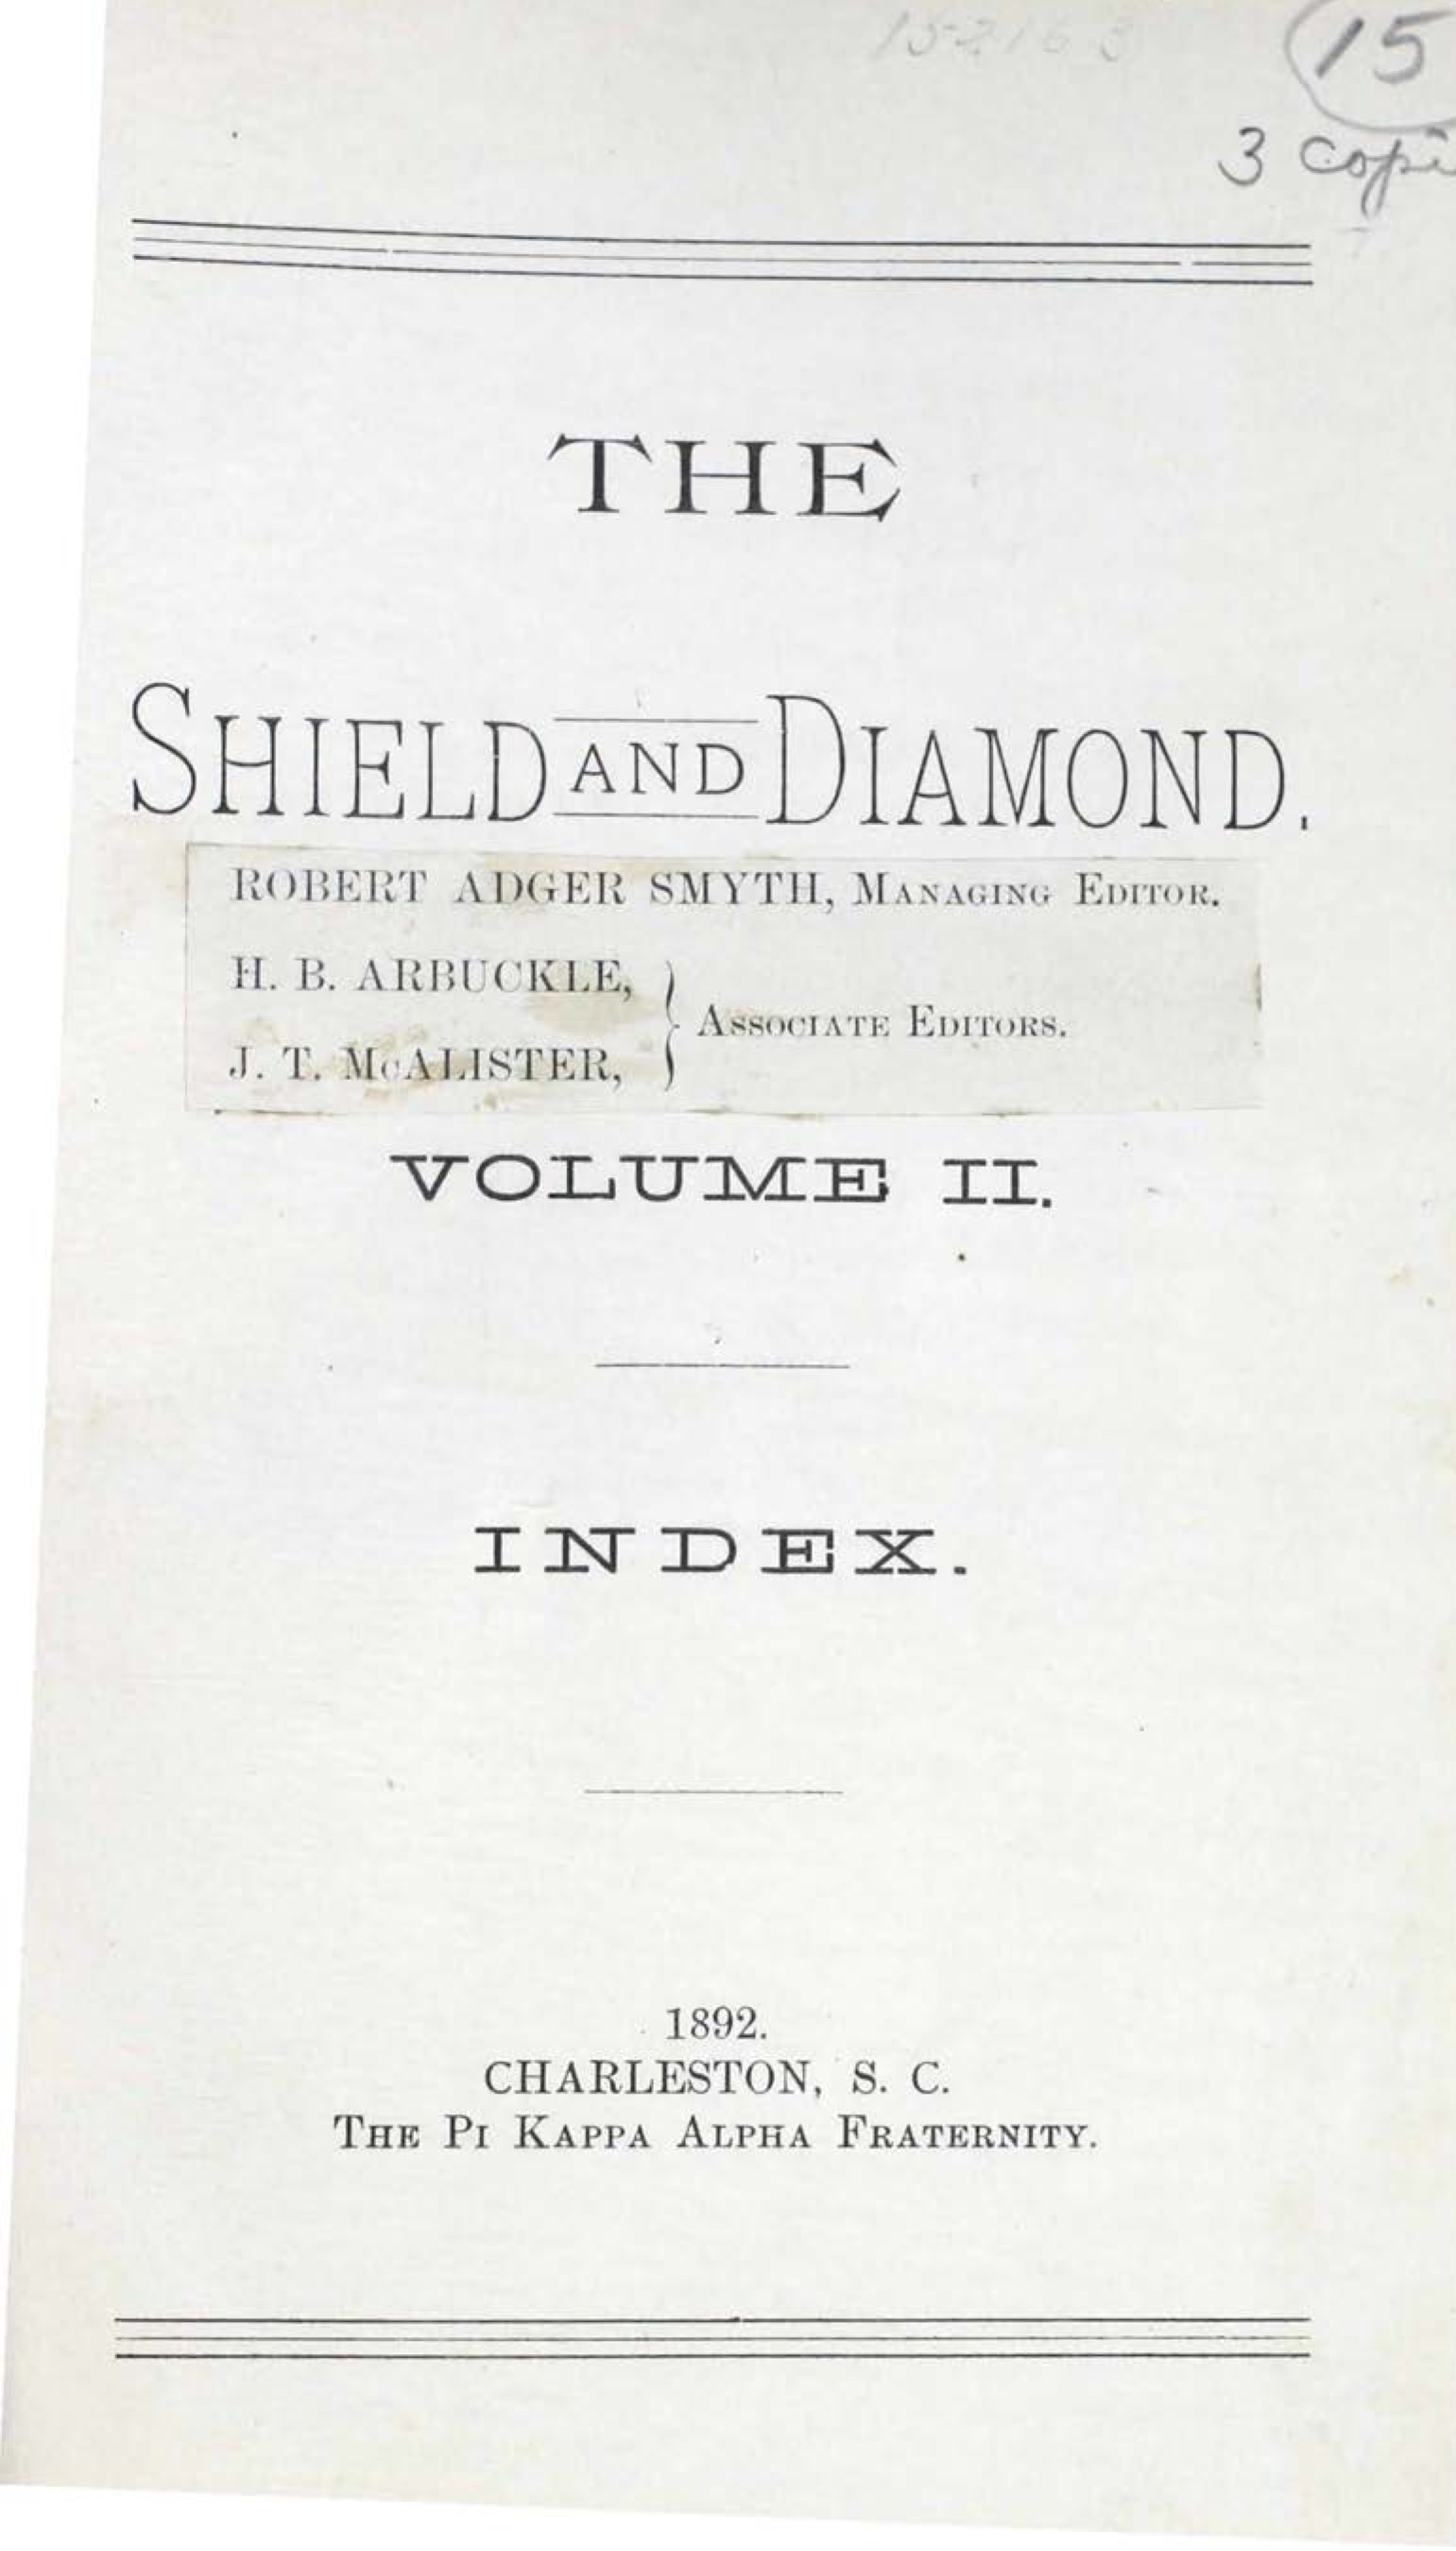 15
3 copi
THE
SHIELD AND DIAMOND.
ROBERT ADGER SMYTH, MANAGING EDITOR.
H. B. ARBUCKLE,
ASSOCIATE EDITORS.
J. T. McALISTER,
VOLUME II.
INDEX.
1892.
CHARLESTON, S. C.
THE PI KAPPA ALPHA FRATERNITY.